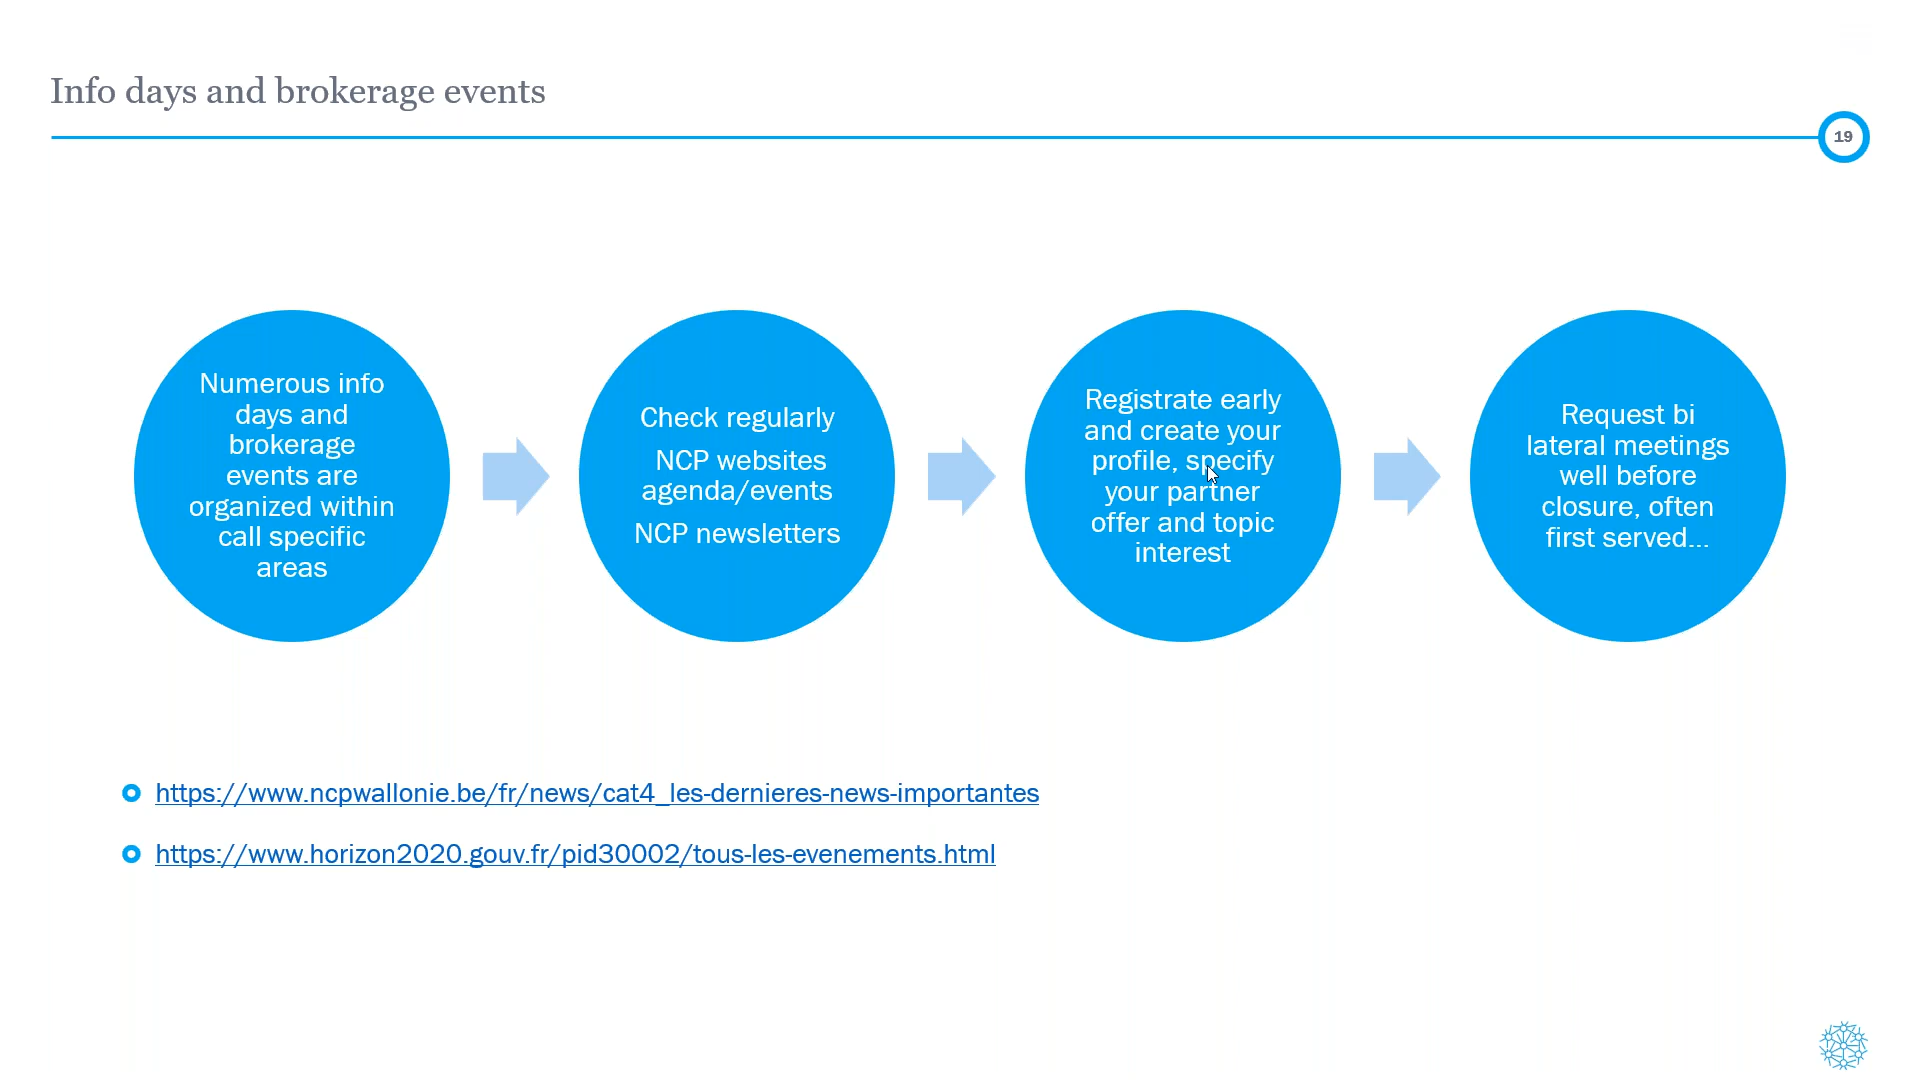 Info days and brokerage events
19
Numerous info
days and
brokerage
events are
organized within
call specific
areas
Check regularly
NCP websites
agenda/events
NCP newsletters
Registrate early
and create your
profile, specify
your partner
offer and topic
interest
Request bi
lateral meetings
well before
closure, often
first served...
https://www.ncpwallonie.be/fr/news/cat4_les-dernieres-news-importantes
https://www.horizon2020.gouv.fr/pid30002/tous-les-evenements.html